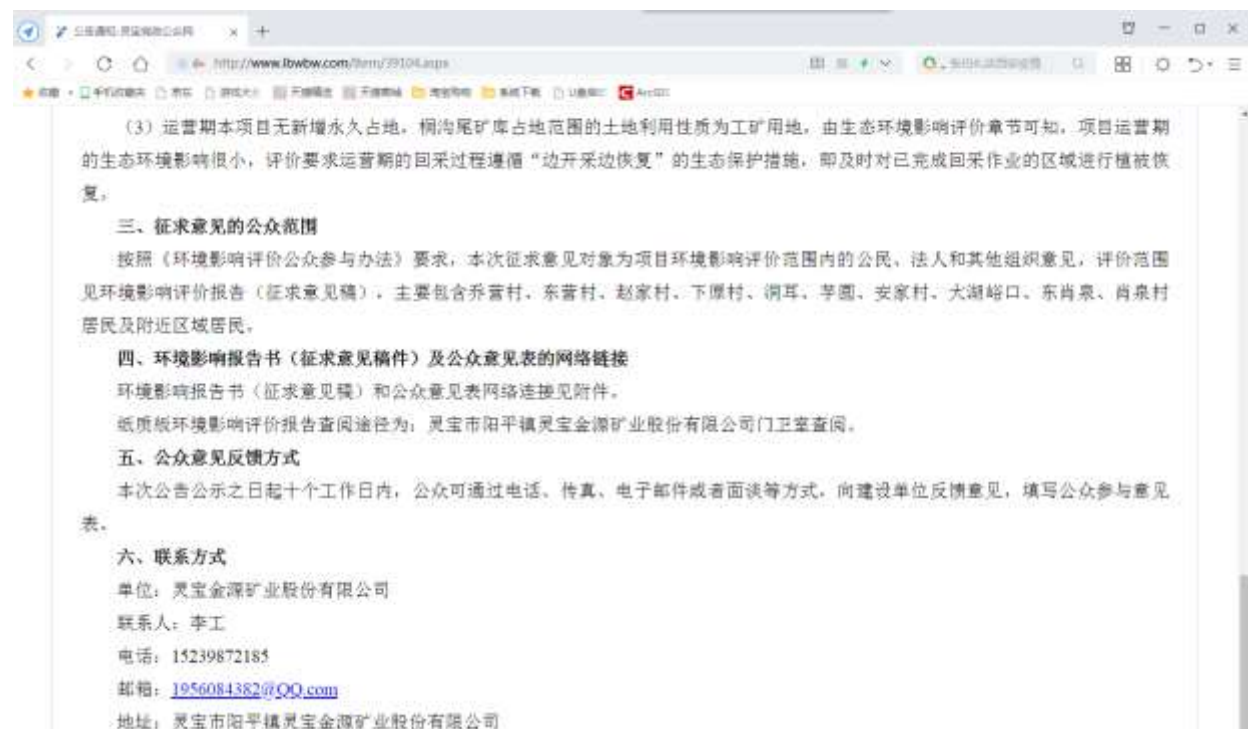 http://www.lbwbw.com/Item/39104.aspx
（3）运营期本项目无新增永久占地，桐沟尾矿库占地范围的土地利用性质为工矿用地，由生态环境影响评价章节可知，项目运营期
的生态环境影响很小，评价要求运营期的回采过程遵循“边开采边恢复”的生态保护措施，即及时对已完成回采作业的区域进行植被恢
复。
三、征求意见的公众范围
按照《环境影响评价公众参与办法》要求，本次征求意见对象为项目环境影响评价范围内的公民、法人和其他组织意见，评价范围
见环境影响评价报告（征求意见稿），主要包含乔营村、东营村、赵家村、下原村、涧耳、芋园、安家村、大湖峪口、东肖泉、肖泉村
居民及附近区域居民。
四、环境影响报告书（征求意见稿件）及公众意见表的网络链接
环境影响报告书（征求意见稿）和公众意见表网络连接见附件。
纸质版环境影响评价报告查阅途径为：灵宝市阳平镇灵宝金源矿业股份有限公司门卫室查阅。
五、公众意见反馈方式
本次公告公示之日起十个工作日内，公众可通过电话、传真、电子邮件或者面谈等方式，向建设单位反馈意见，填写公众参与意见
表。
六、联系方式
单位：灵宝金源矿业股份有限公司
联系人：李工
电话：15239872185
邮箱：1956084382@QQ.com
地址：灵宝市阳平镇灵宝金源矿业股份有限公司